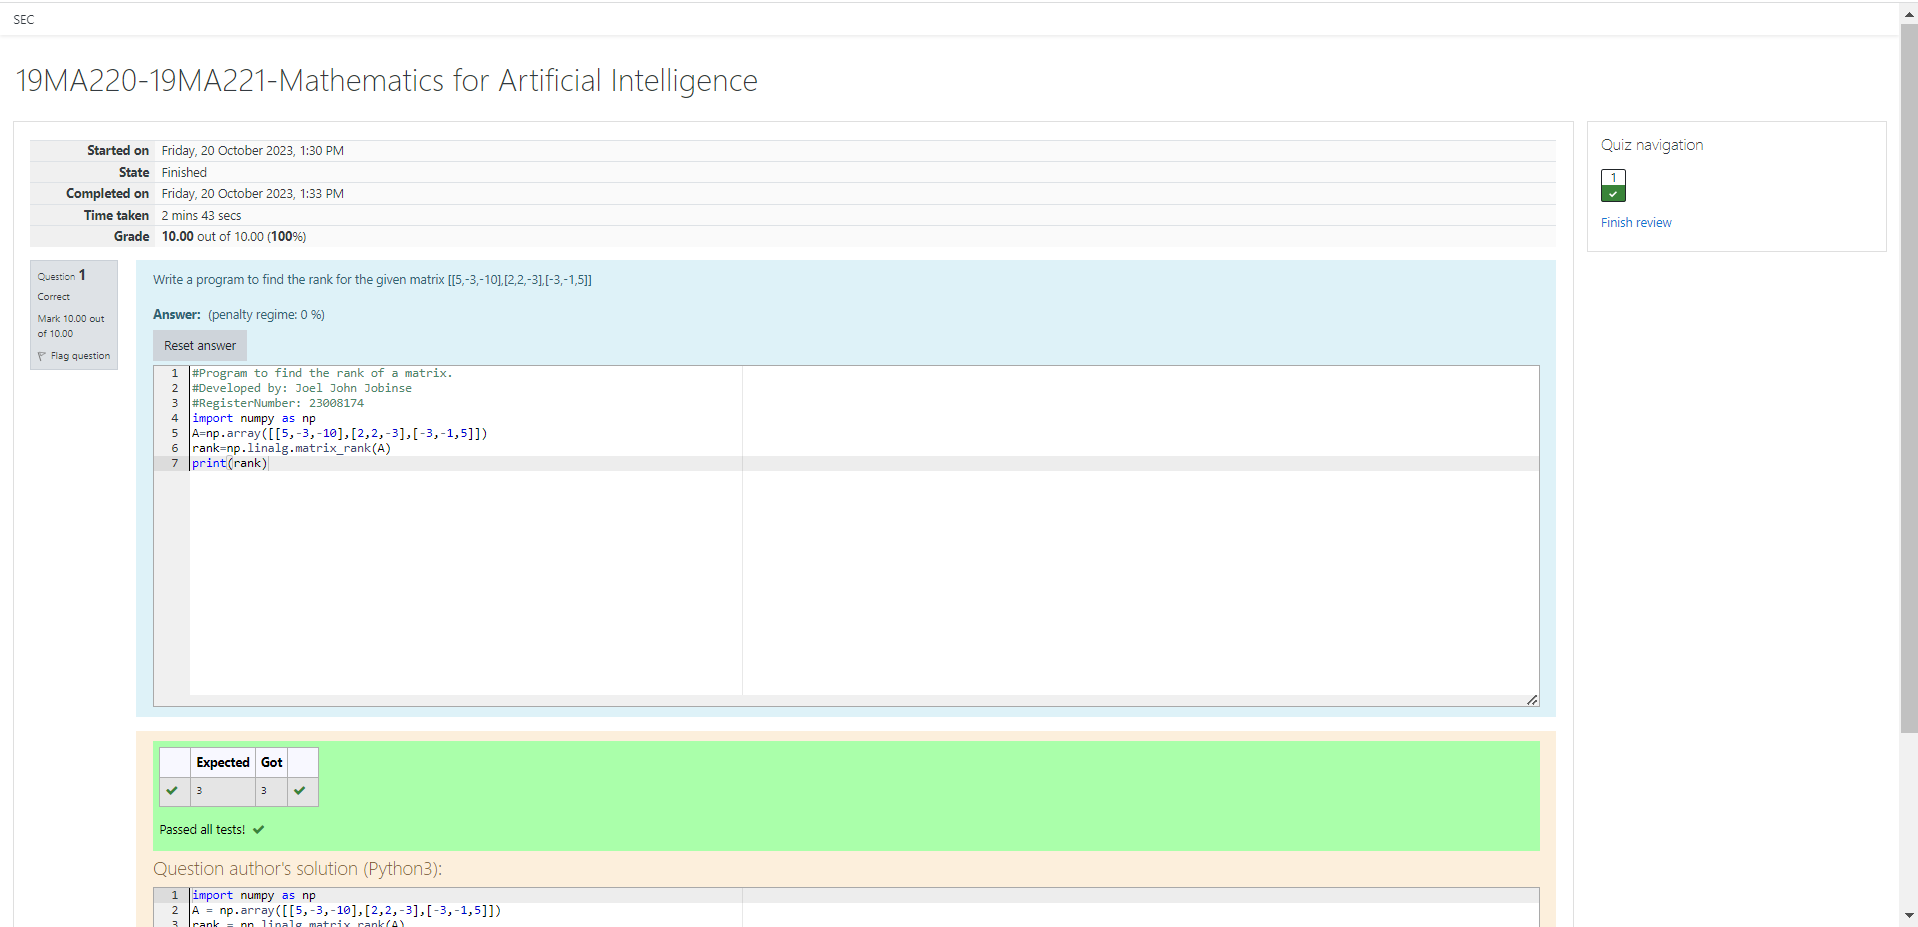 SEC
19MA220-19MA221-Mathematics for Artificial Intelligence
Started on Friday, 20 October 2023, 1:30 PM
State Finished
Completed on Friday, 20 October 2023, 1:33 PM
Time taken 2 mins 43 secs
Grade 10.00 out of 10.00 (100%)
Quiz navigation
1
Finish review
Question 1
Correct
Mark 10.00 out
of 10.00
Flag question
Write a program to find the rank for the given matrix [[5,-3,-10],[2,2,-3],[-3,-1,5]]
Answer: (penalty regime: 0 %)
Reset answer
1 #Program to find the rank of a matrix.
2 #Developed by: Joel John Jobinse
3 #RegisterNumber: 23008174
4 import numpy as np
5 A=np.array([[5,-3,-10],[2,2,-3],[-3,-1,5]])
6 rank=np.linalg.matrix_rank(A)
7 print(rank)
Expected Got
3 3
Passed all tests!
Question author's solution (Python3):
1 import numpy as np
2 A = np.array([[5,-3,-10],[2,2,-3],[-3,-1,5]])
3 rank = np.linalg.matrix_rank(A)